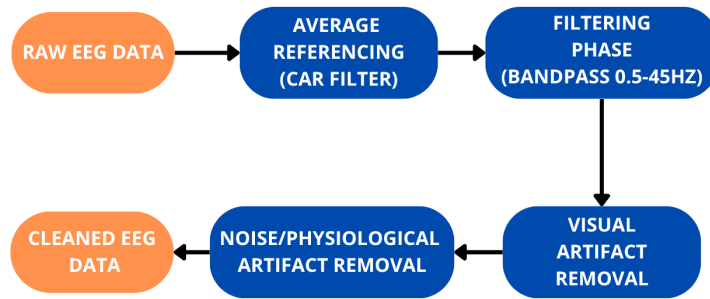 RAW EEG DATA
AVERAGE
REFERENCING
(CAR FILTER)
FILTERING
PHASE
(BANDPASS 0.5-45HZ)
VISUAL
ARTIFACT
REMOVAL
NOISE/PHYSIOLOGICAL
ARTIFACT REMOVAL
CLEANED EEG
DATA